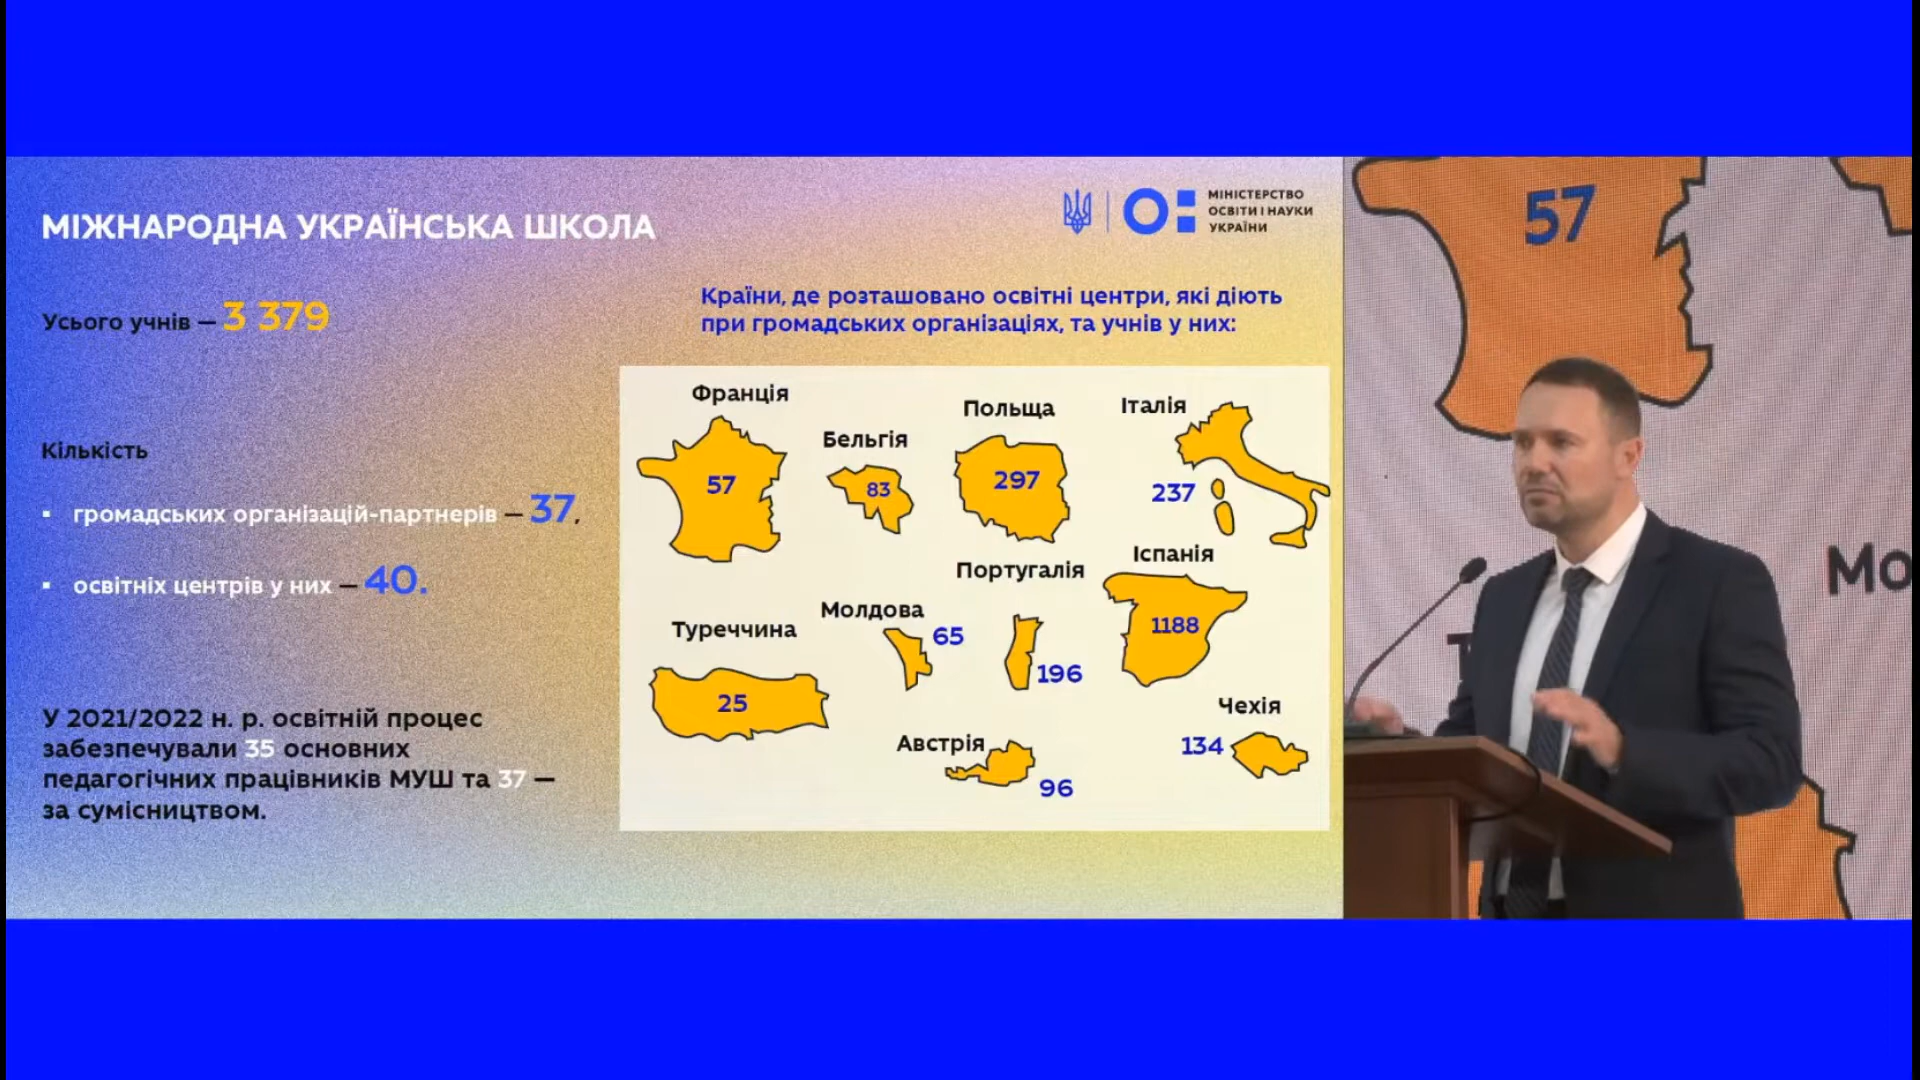 МІЖНАРОДНА УКРАЇНСЬКА ШКОЛА
МІНІСТЕРСТВО
ОСВІТИ І НАУКИ
УКРАЇНИ
Усього учнів – 3 379
Кількість
▪ громадських організацій-партнерів – 37,
▪ освітніх центрів у них – 40.
У 2021/2022 н. р. освітній процес
забезпечували 35 основних
педагогічних працівників МУШ та 37 –
за сумісництвом.
Країни, де розташовано освітні центри, які діють
при громадських організаціях, та учнів у них:
Франція
57
Бельгія
83
Польща
297
Італія
237
Туреччина
25
Молдова
65
Португалія
196
Іспанія
1188
Австрія
96
Чехія
134
57
Мо